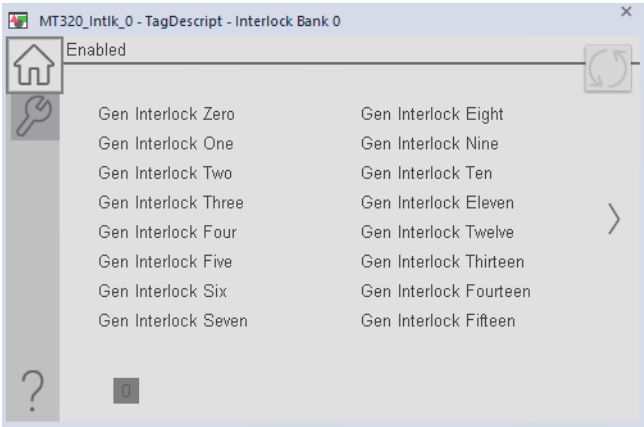 MT320_Intlk_0 - TagDescript - Interlock Bank 0
Enabled
Gen Interlock Zero
Gen Interlock One
Gen Interlock Two
Gen Interlock Three
Gen Interlock Four
Gen Interlock Five
Gen Interlock Six
Gen Interlock Seven
Gen Interlock Eight
Gen Interlock Nine
Gen Interlock Ten
Gen Interlock Eleven
Gen Interlock Twelve
Gen Interlock Thirteen
Gen Interlock Fourteen
Gen Interlock Fifteen
?
0